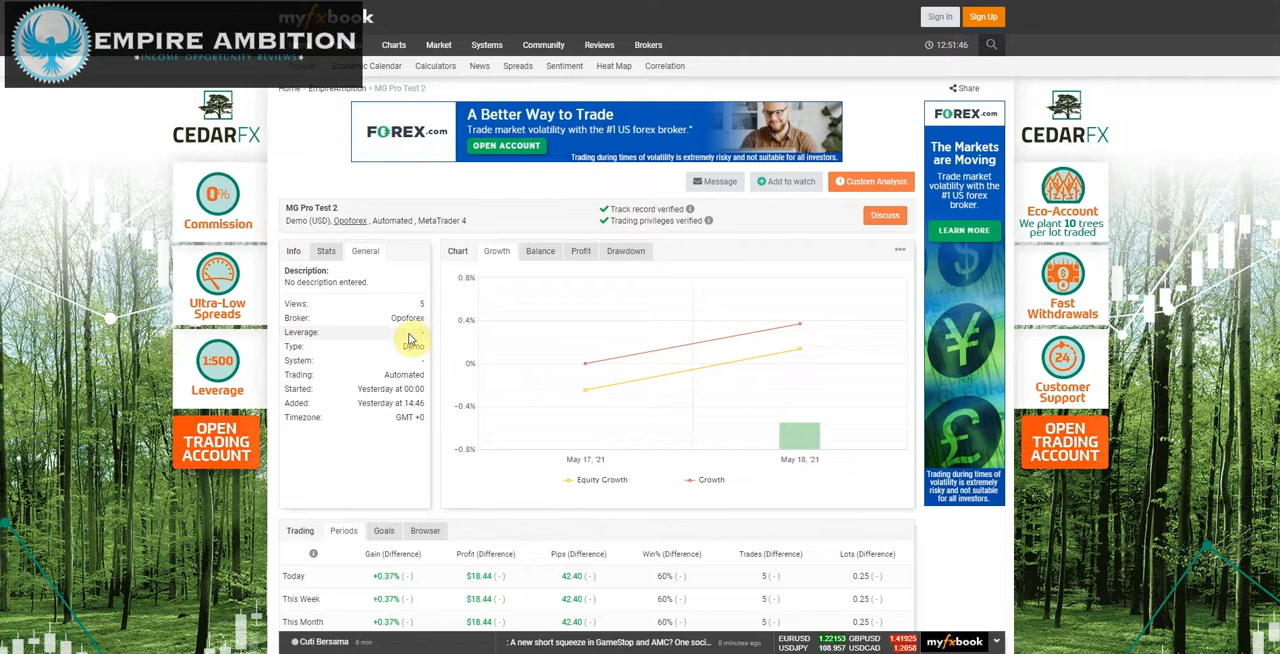 EMPIRE AMBITION
INCOME OPPORTUNITY REVIEWS
myfxbook
Sign In
Sign Up
Charts
Market
Systems
Community
Reviews
Brokers
12:51:46
Economic Calendar
Calculators
News
Spreads
Sentiment
Heat Map
Correlation
Home > EmpireAmbition > MG Pro Test 2
Share
CEDARFX
0%
Commission
Ultra-Low
Spreads
1:500
Leverage
OPEN
TRADING
ACCOUNT
FOREX.com
A Better Way to Trade
Trade market volatility with the #1 US forex broker.*
OPEN ACCOUNT
Trading during times of volatility is extremely risky and not suitable for all investors.
FOREX.com
The Markets
are Moving
Trade market
volatility with
the #1 US forex
broker.*
LEARN MORE
Trading during times of
volatility is extremely
risky and not suitable
for all investors.
CEDARFX
Eco-Account
We plant 10 trees
per lot traded
Fast
Withdrawals
24
Customer
Support
OPEN
TRADING
ACCOUNT
Message
Add to watch
Custom Analysis
MG Pro Test 2
Demo (USD), Opoforex , Automated , MetaTrader 4
Track record verified
Trading privileges verified
Discuss
Info
Stats
General
Description:
No description entered.
Views: 5
Broker: Opoforex
Leverage: -
Type: Demo
System: -
Trading: Automated
Started: Yesterday at 00:00
Added: Yesterday at 14:46
Timezone: GMT +0
Chart
Growth
Balance
Profit
Drawdown
0.8%
0.4%
0%
-0.4%
-0.8%
May 17, '21
May 18, '21
Equity Growth
Growth
Trading
Periods
Goals
Browser
Gain (Difference) Profit (Difference) Pips (Difference) Win% (Difference) Trades (Difference) Lots (Difference)
Today +0.37% (-) $18.44 (-) 42.40 (-) 60% (-) 5 (-) 0.25 (-)
This Week +0.37% (-) $18.44 (-) 42.40 (-) 60% (-) 5 (-) 0.25 (-)
This Month +0.37% (-) $18.44 (-) 42.40 (-) 60% (-) 5 (-) 0.25 (-)
Cuti Bersama 8 min
: A new short squeeze in GameStop and AMC? One soci... 8 minutes ago
EURUSD 1.22153 GBPUSD 1.41925
USDJPY 108.957 USDCAD 1.2058
myfxbook